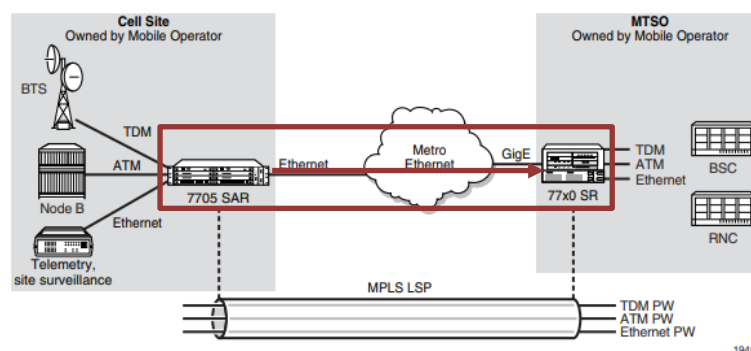 Cell Site
Owned by Mobile Operator
MTSO
Owned by Mobile Operator
BTS
TDM
ATM
Node B
Ethernet
Telemetry,
site surveillance
7705 SAR
Ethernet
Metro
Ethernet
GigE
77x0 SR
TDM
ATM
Ethernet
BSC
RNC
MPLS LSP
TDM PW
ATM PW
Ethernet PW